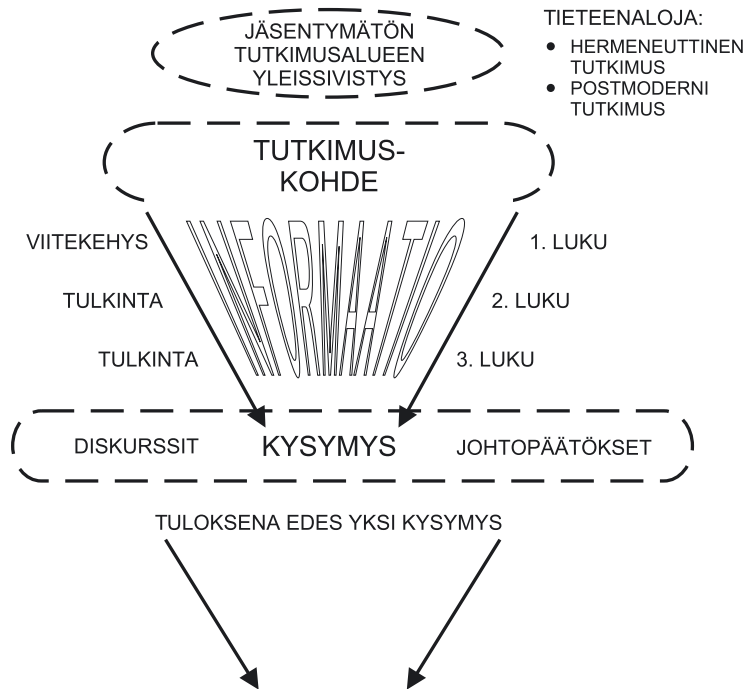 JÄSENTYMÄTÖN
TUTKIMUSALUEEN
YLEISSIVISTYS
TIETEENALOJA:
• HERMENEUTTINEN
TUTKIMUS
• POSTMODERNI
TUTKIMUS
TUTKIMUS-
KOHDE
INFORMAATIO
VIITEKEHYS
1. LUKU
TULKINTA
2. LUKU
TULKINTA
3. LUKU
DISKURSSIT
KYSYMYS
JOHTOPÄÄTÖKSET
TULOKSENA EDES YKSI KYSYMYS